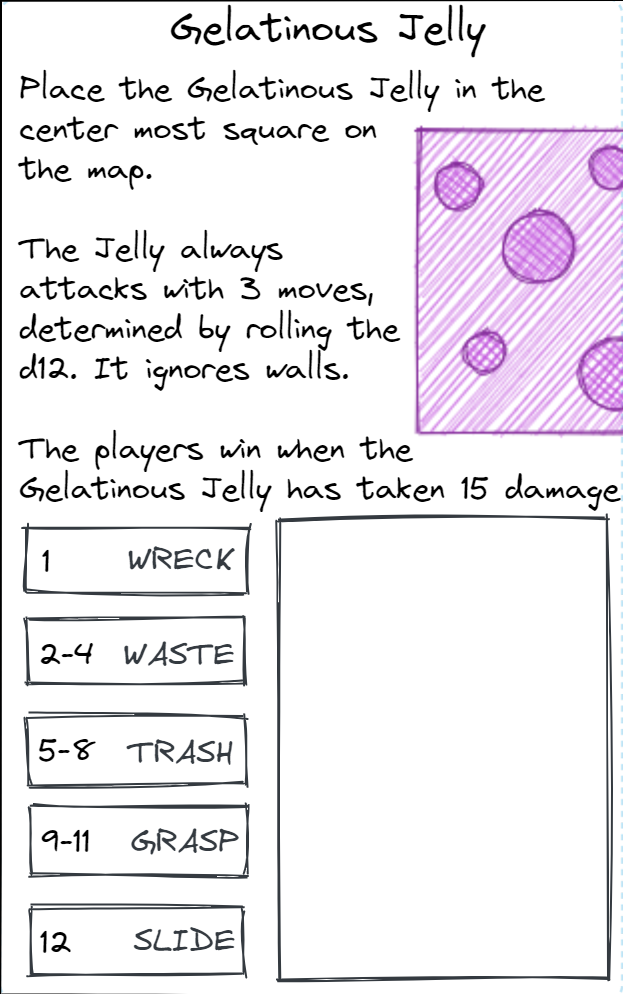 Gelatinous Jelly
Place the Gelatinous Jelly in the
center most square on
the map.
The Jelly always
attacks with 3 moves,
determined by rolling the
d12. It ignores walls.
The players win when the
Gelatinous Jelly has taken 15 damage
1 WRECK
2-4 WASTE
5-8 TRASH
9-11 GRASP
12 SLIDE